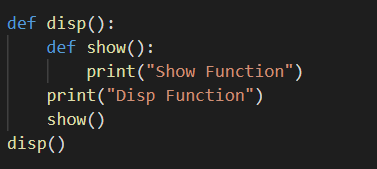 def disp():
    def show():
        print("Show Function")
    print("Disp Function")
    show()
disp()